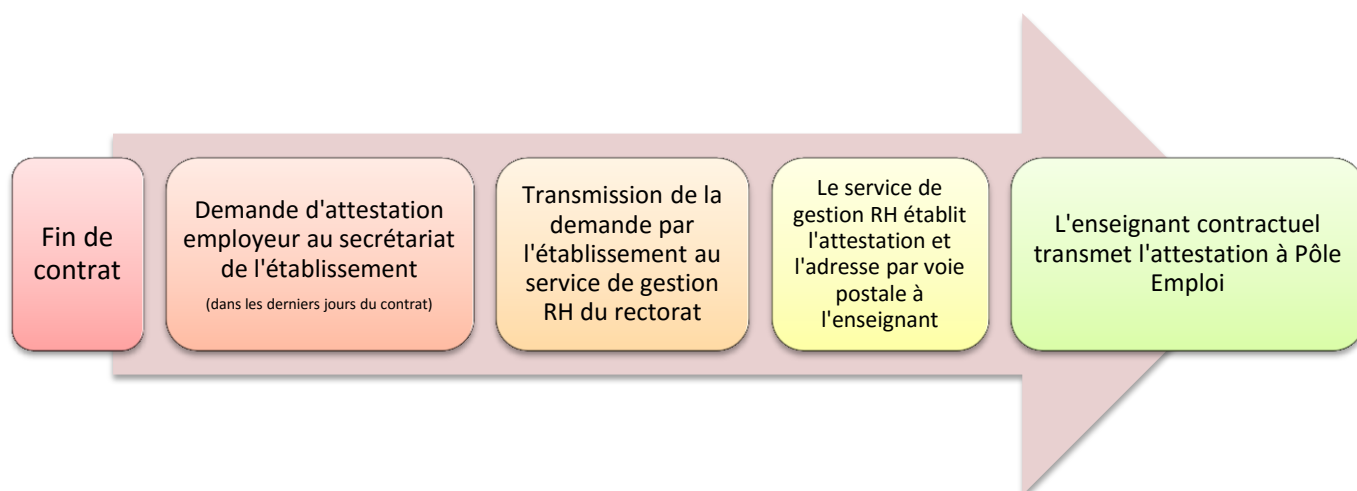 Fin de
contrat
Demande d'attestation
employeur au secrétariat
de l'établissement
(dans les derniers jours du contrat)
Transmission de la
demande par
l'établissement au
service de gestion
RH du rectorat
Le service de
gestion RH établit
l'attestation et
l'adresse par voie
postale à
l'enseignant
L'enseignant contractuel
transmet l'attestation à Pôle
Emploi